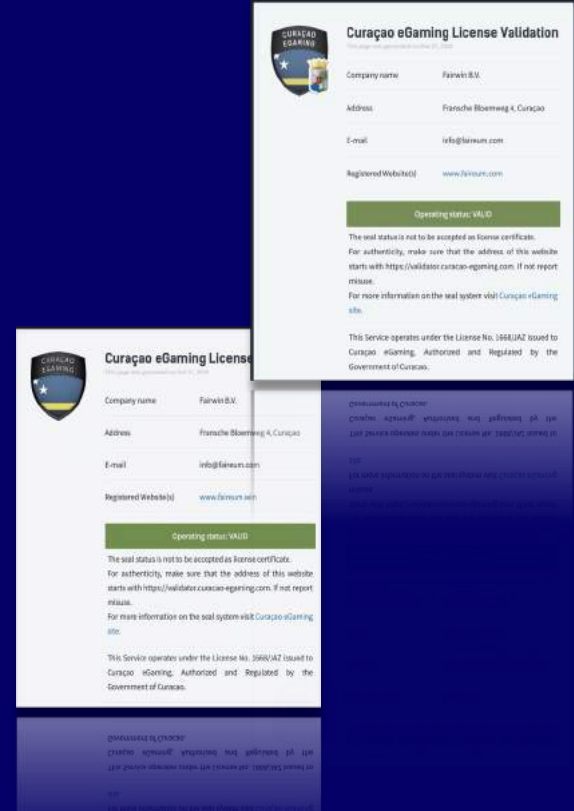 CURAÇAO
EGAMING
Curaçao eGaming License Validation
Company name Fairwin B.V.
Address Fransche Bloemweg 4, Curaçao
E-mail info@faireum.com
Registered Website(s) www.faireum.com
Operating status: VALID
The seal status is not to be accepted as license certificate.
For authenticity, make sure that the address of this website
starts with https://validator.curacao-egaming.com. If not report
misuse.
For more information on the seal system visit Curaçao eGaming
site.
This Service operates under the License No. 1668/JAZ issued to
Curaçao eGaming, Authorized and Regulated by the
Government of Curacao.
CURAÇAO
EGAMING
Curaçao eGaming License
Company name Fairwin B.V.
Address Fransche Bloemweg 4, Curaçao
E-mail info@faireum.com
Registered Website(s) www.faireum.win
Operating status: VALID
The seal status is not to be accepted as license certificate.
For authenticity, make sure that the address of this website
starts with https://validator.curacao-egaming.com. If not report
misuse.
For more information on the seal system visit Curaçao eGaming
site.
This Service operates under the License No. 1668/JAZ issued to
Curaçao eGaming, Authorized and Regulated by the
Government of Curacao.